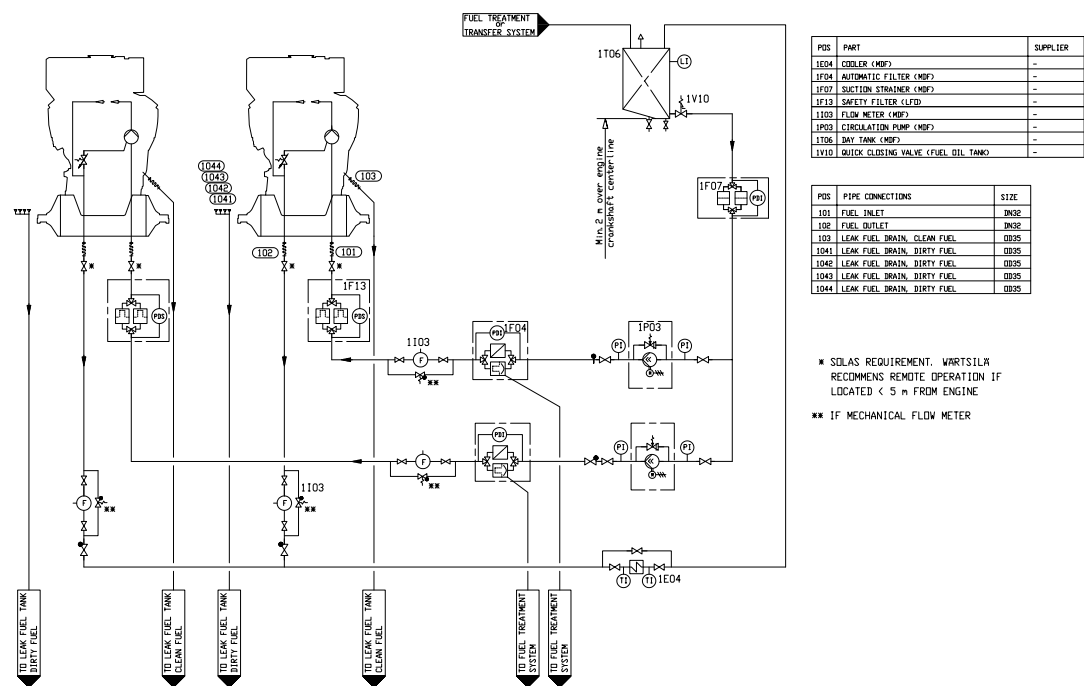 FUEL TREATMENT
or
TRANSFER SYSTEM
1T06
LI
1V10
Min. 2 m over engine
crankshaft centerline
1F07
PDI
1044
1043
1042
1041
103
102
101
*
*
*
*
1F13
PDS
PDS
1I03
F
**
1F04
PDI
1P03
PI
PI
F
**
PDI
PI
PI
F
**
1I03
F
**
TI
TI
1E04
TO LEAK FUEL TANK
DIRTY FUEL
TO LEAK FUEL TANK
CLEAN FUEL
TO LEAK FUEL TANK
DIRTY FUEL
TO LEAK FUEL TANK
CLEAN FUEL
TO FUEL TREATMENT
SYSTEM
TO FUEL TREATMENT
SYSTEM
POS PART SUPPLIER
1E04 COOLER (MDF) -
1F04 AUTOMATIC FILTER (MDF) -
1F07 SUCTION STRAINER (MDF) -
1F13 SAFETY FILTER (LFO) -
1I03 FLOW METER (MDF) -
1P03 CIRCULATION PUMP (MDF) -
1T06 DAY TANK (MDF) -
1V10 QUICK CLOSING VALVE (FUEL OIL TANK) -
POS PIPE CONNECTIONS SIZE
101 FUEL INLET DN32
102 FUEL OUTLET DN32
103 LEAK FUEL DRAIN, CLEAN FUEL OD35
1041 LEAK FUEL DRAIN, DIRTY FUEL OD35
1042 LEAK FUEL DRAIN, DIRTY FUEL OD35
1043 LEAK FUEL DRAIN, DIRTY FUEL OD35
1044 LEAK FUEL DRAIN, DIRTY FUEL OD35
* SOLAS REQUIREMENT. WÄRTSILÄ
RECOMMENS REMOTE OPERATION IF
LOCATED < 5 m FROM ENGINE
** IF MECHANICAL FLOW METER